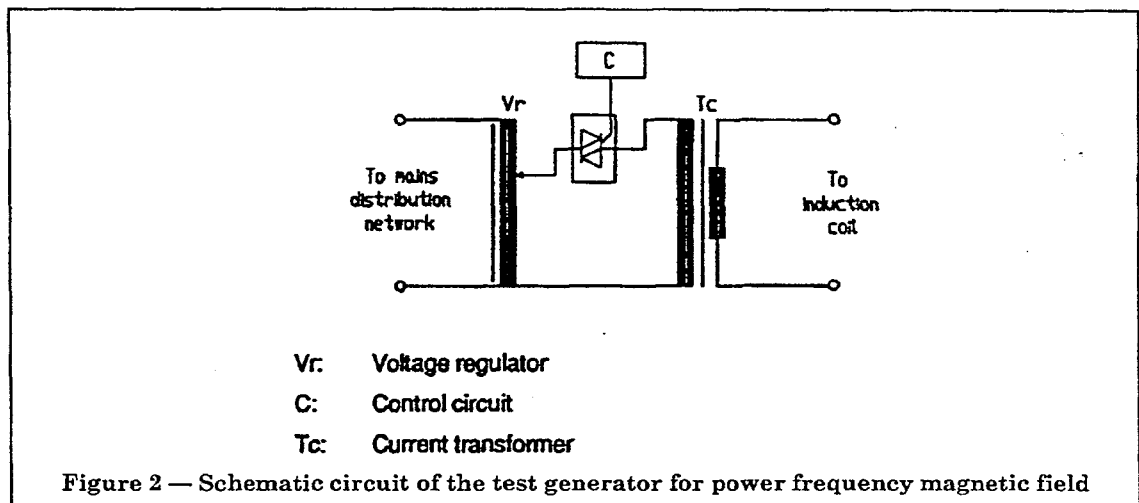 C
Vr
Tc
To mains
distribution
network
To
induction
coil
Vr: Voltage regulator
C: Control circuit
Tc: Current transformer
Figure 2 — Schematic circuit of the test generator for power frequency magnetic field